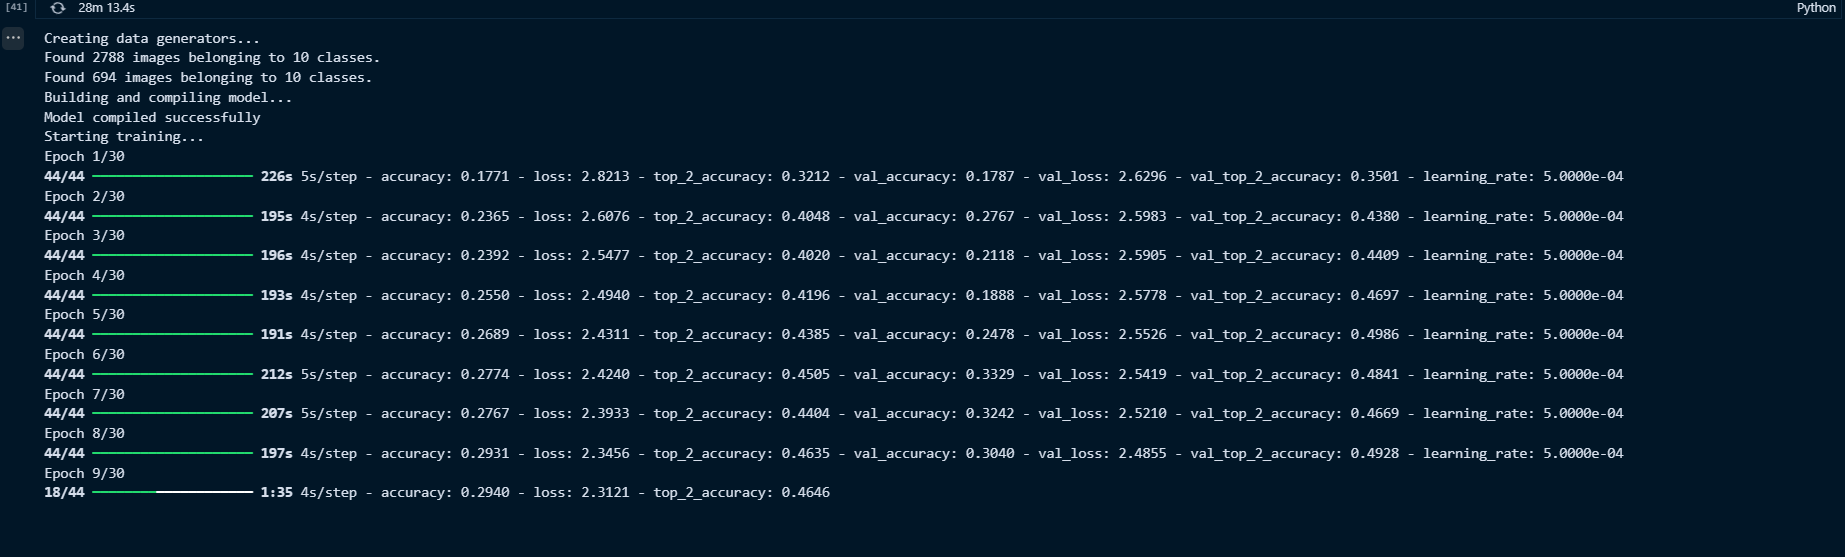 [41] 28m 13.4s Python
Creating data generators...
Found 2788 images belonging to 10 classes.
Found 694 images belonging to 10 classes.
Building and compiling model...
Model compiled successfully
Starting training...
Epoch 1/30
44/44 226s 5s/step - accuracy: 0.1771 - loss: 2.8213 - top_2_accuracy: 0.3212 - val_accuracy: 0.1787 - val_loss: 2.6296 - val_top_2_accuracy: 0.3501 - learning_rate: 5.0000e-04
Epoch 2/30
44/44 195s 4s/step - accuracy: 0.2365 - loss: 2.6076 - top_2_accuracy: 0.4048 - val_accuracy: 0.2767 - val_loss: 2.5983 - val_top_2_accuracy: 0.4380 - learning_rate: 5.0000e-04
Epoch 3/30
44/44 196s 4s/step - accuracy: 0.2392 - loss: 2.5477 - top_2_accuracy: 0.4020 - val_accuracy: 0.2118 - val_loss: 2.5905 - val_top_2_accuracy: 0.4409 - learning_rate: 5.0000e-04
Epoch 4/30
44/44 193s 4s/step - accuracy: 0.2550 - loss: 2.4940 - top_2_accuracy: 0.4196 - val_accuracy: 0.1888 - val_loss: 2.5778 - val_top_2_accuracy: 0.4697 - learning_rate: 5.0000e-04
Epoch 5/30
44/44 191s 4s/step - accuracy: 0.2689 - loss: 2.4311 - top_2_accuracy: 0.4385 - val_accuracy: 0.2478 - val_loss: 2.5526 - val_top_2_accuracy: 0.4986 - learning_rate: 5.0000e-04
Epoch 6/30
44/44 212s 5s/step - accuracy: 0.2774 - loss: 2.4240 - top_2_accuracy: 0.4505 - val_accuracy: 0.3329 - val_loss: 2.5419 - val_top_2_accuracy: 0.4841 - learning_rate: 5.0000e-04
Epoch 7/30
44/44 207s 5s/step - accuracy: 0.2767 - loss: 2.3933 - top_2_accuracy: 0.4404 - val_accuracy: 0.3242 - val_loss: 2.5210 - val_top_2_accuracy: 0.4669 - learning_rate: 5.0000e-04
Epoch 8/30
44/44 197s 4s/step - accuracy: 0.2931 - loss: 2.3456 - top_2_accuracy: 0.4635 - val_accuracy: 0.3040 - val_loss: 2.4855 - val_top_2_accuracy: 0.4928 - learning_rate: 5.0000e-04
Epoch 9/30
18/44 1:35 4s/step - accuracy: 0.2940 - loss: 2.3121 - top_2_accuracy: 0.4646